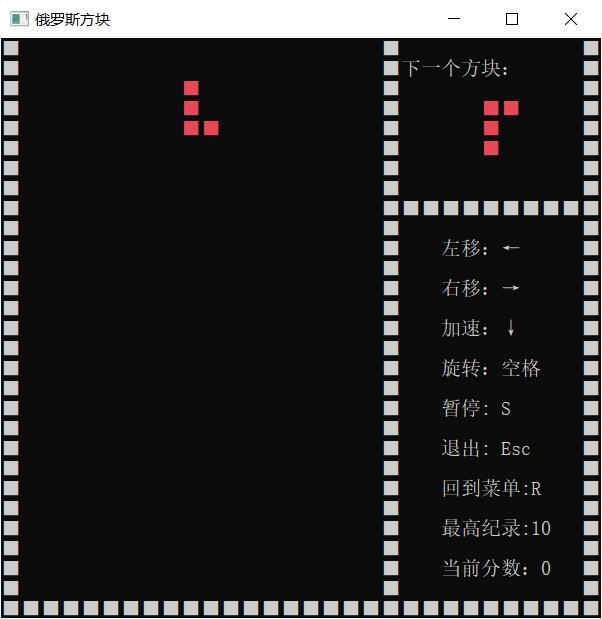 俄罗斯方块
下一个方块：
左移：←
右移：→
加速：↓
旋转：空格
暂停: S
退出: Esc
回到菜单:R
最高纪录:10
当前分数：0